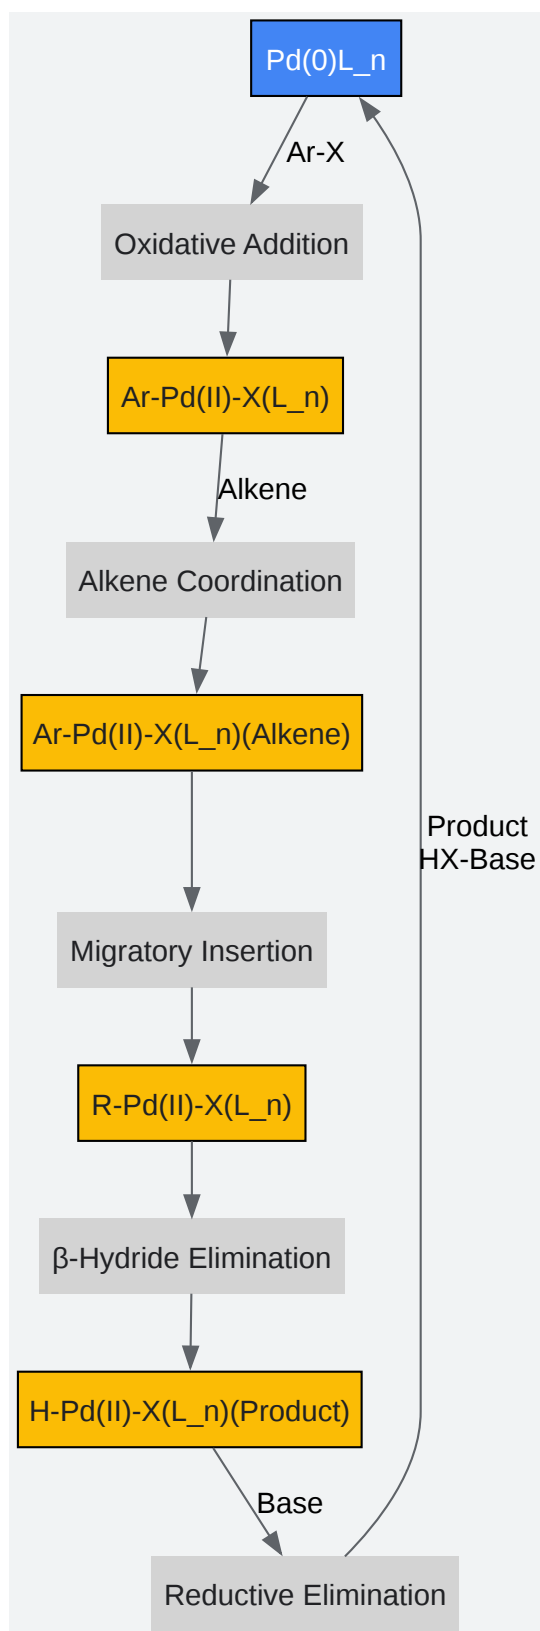 Pd(0)L_n
Ar-X
Oxidative Addition
Ar-Pd(II)-X(L_n)
Alkene
Alkene Coordination
Ar-Pd(II)-X(L_n)(Alkene)
Product
HX-Base
Migratory Insertion
R-Pd(II)-X(L_n)
β-Hydride Elimination
H-Pd(II)-X(L_n)(Product)
Base
Reductive Elimination